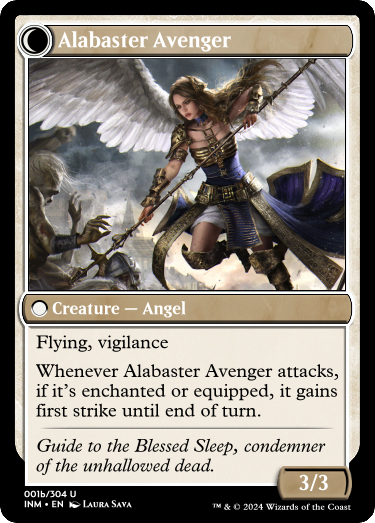 Alabaster Avenger
Creature — Angel
Flying, vigilance
Whenever Alabaster Avenger attacks,
if it's enchanted or equipped, it gains
first strike until end of turn.
Guide to the Blessed Sleep, condemner
of the unhallowed dead.
3/3
001b/304 U
INM • EN Laura Sava
™ & © 2024 Wizards of the Coast